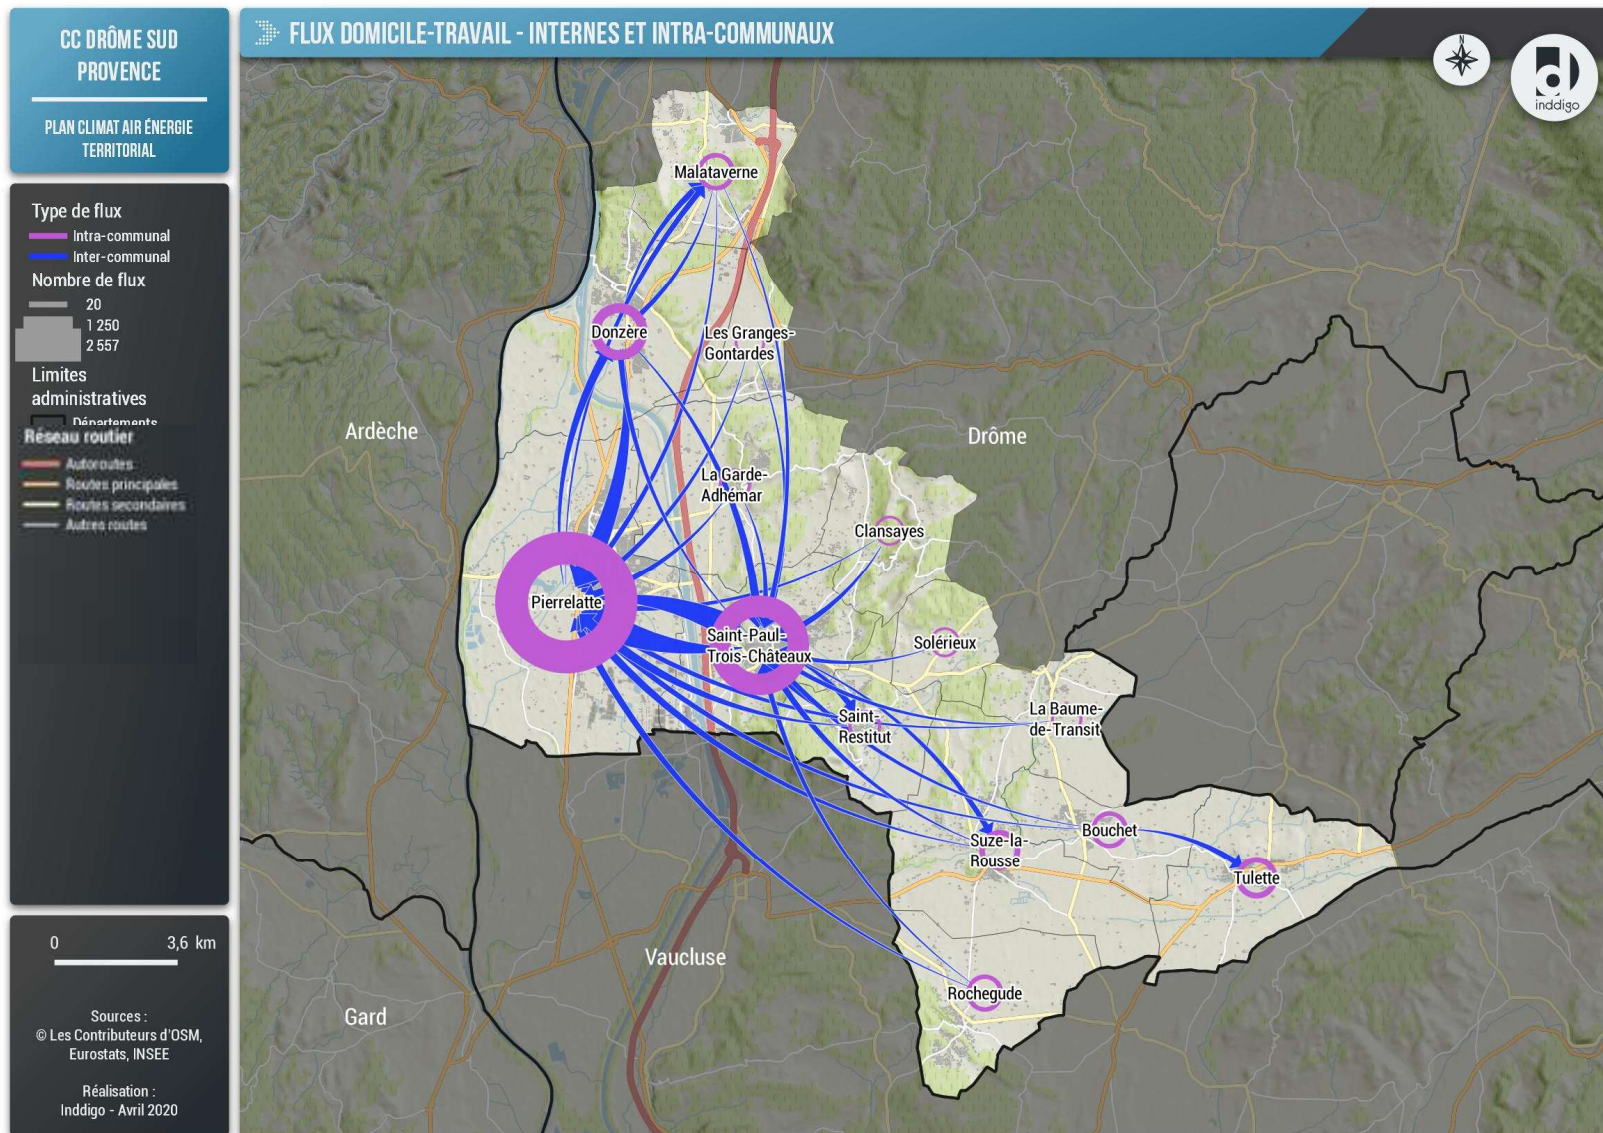 CC DRÔME SUD
PROVENCE
PLAN CLIMAT AIR ÉNERGIE
TERRITORIAL
FLUX DOMICILE-TRAVAIL - INTERNES ET INTRA-COMMUNAUX
N
inddigo
Type de flux
Intra-communal
Inter-communal
Nombre de flux
20
1 250
2 557
Limites
administratives
Départements
Réseau routier
Autoroutes
Routes principales
Routes secondaires
Autres routes
0 3,6 km
Sources :
© Les Contributeurs d'OSM,
Eurostats, INSEE
Réalisation :
Inddigo - Avril 2020
Malataverne
Donzère
Les Granges-
Gontardes
Ardèche
Drôme
La Garde-
Adhémar
Clansayes
Pierrelatte
Saint-Paul-
Trois-Châteaux
Solérieux
Saint-
Restitut
La Baume-
de-Transit
Suze-la-
Rousse
Bouchet
Tulette
Vaucluse
Rochegude
Gard